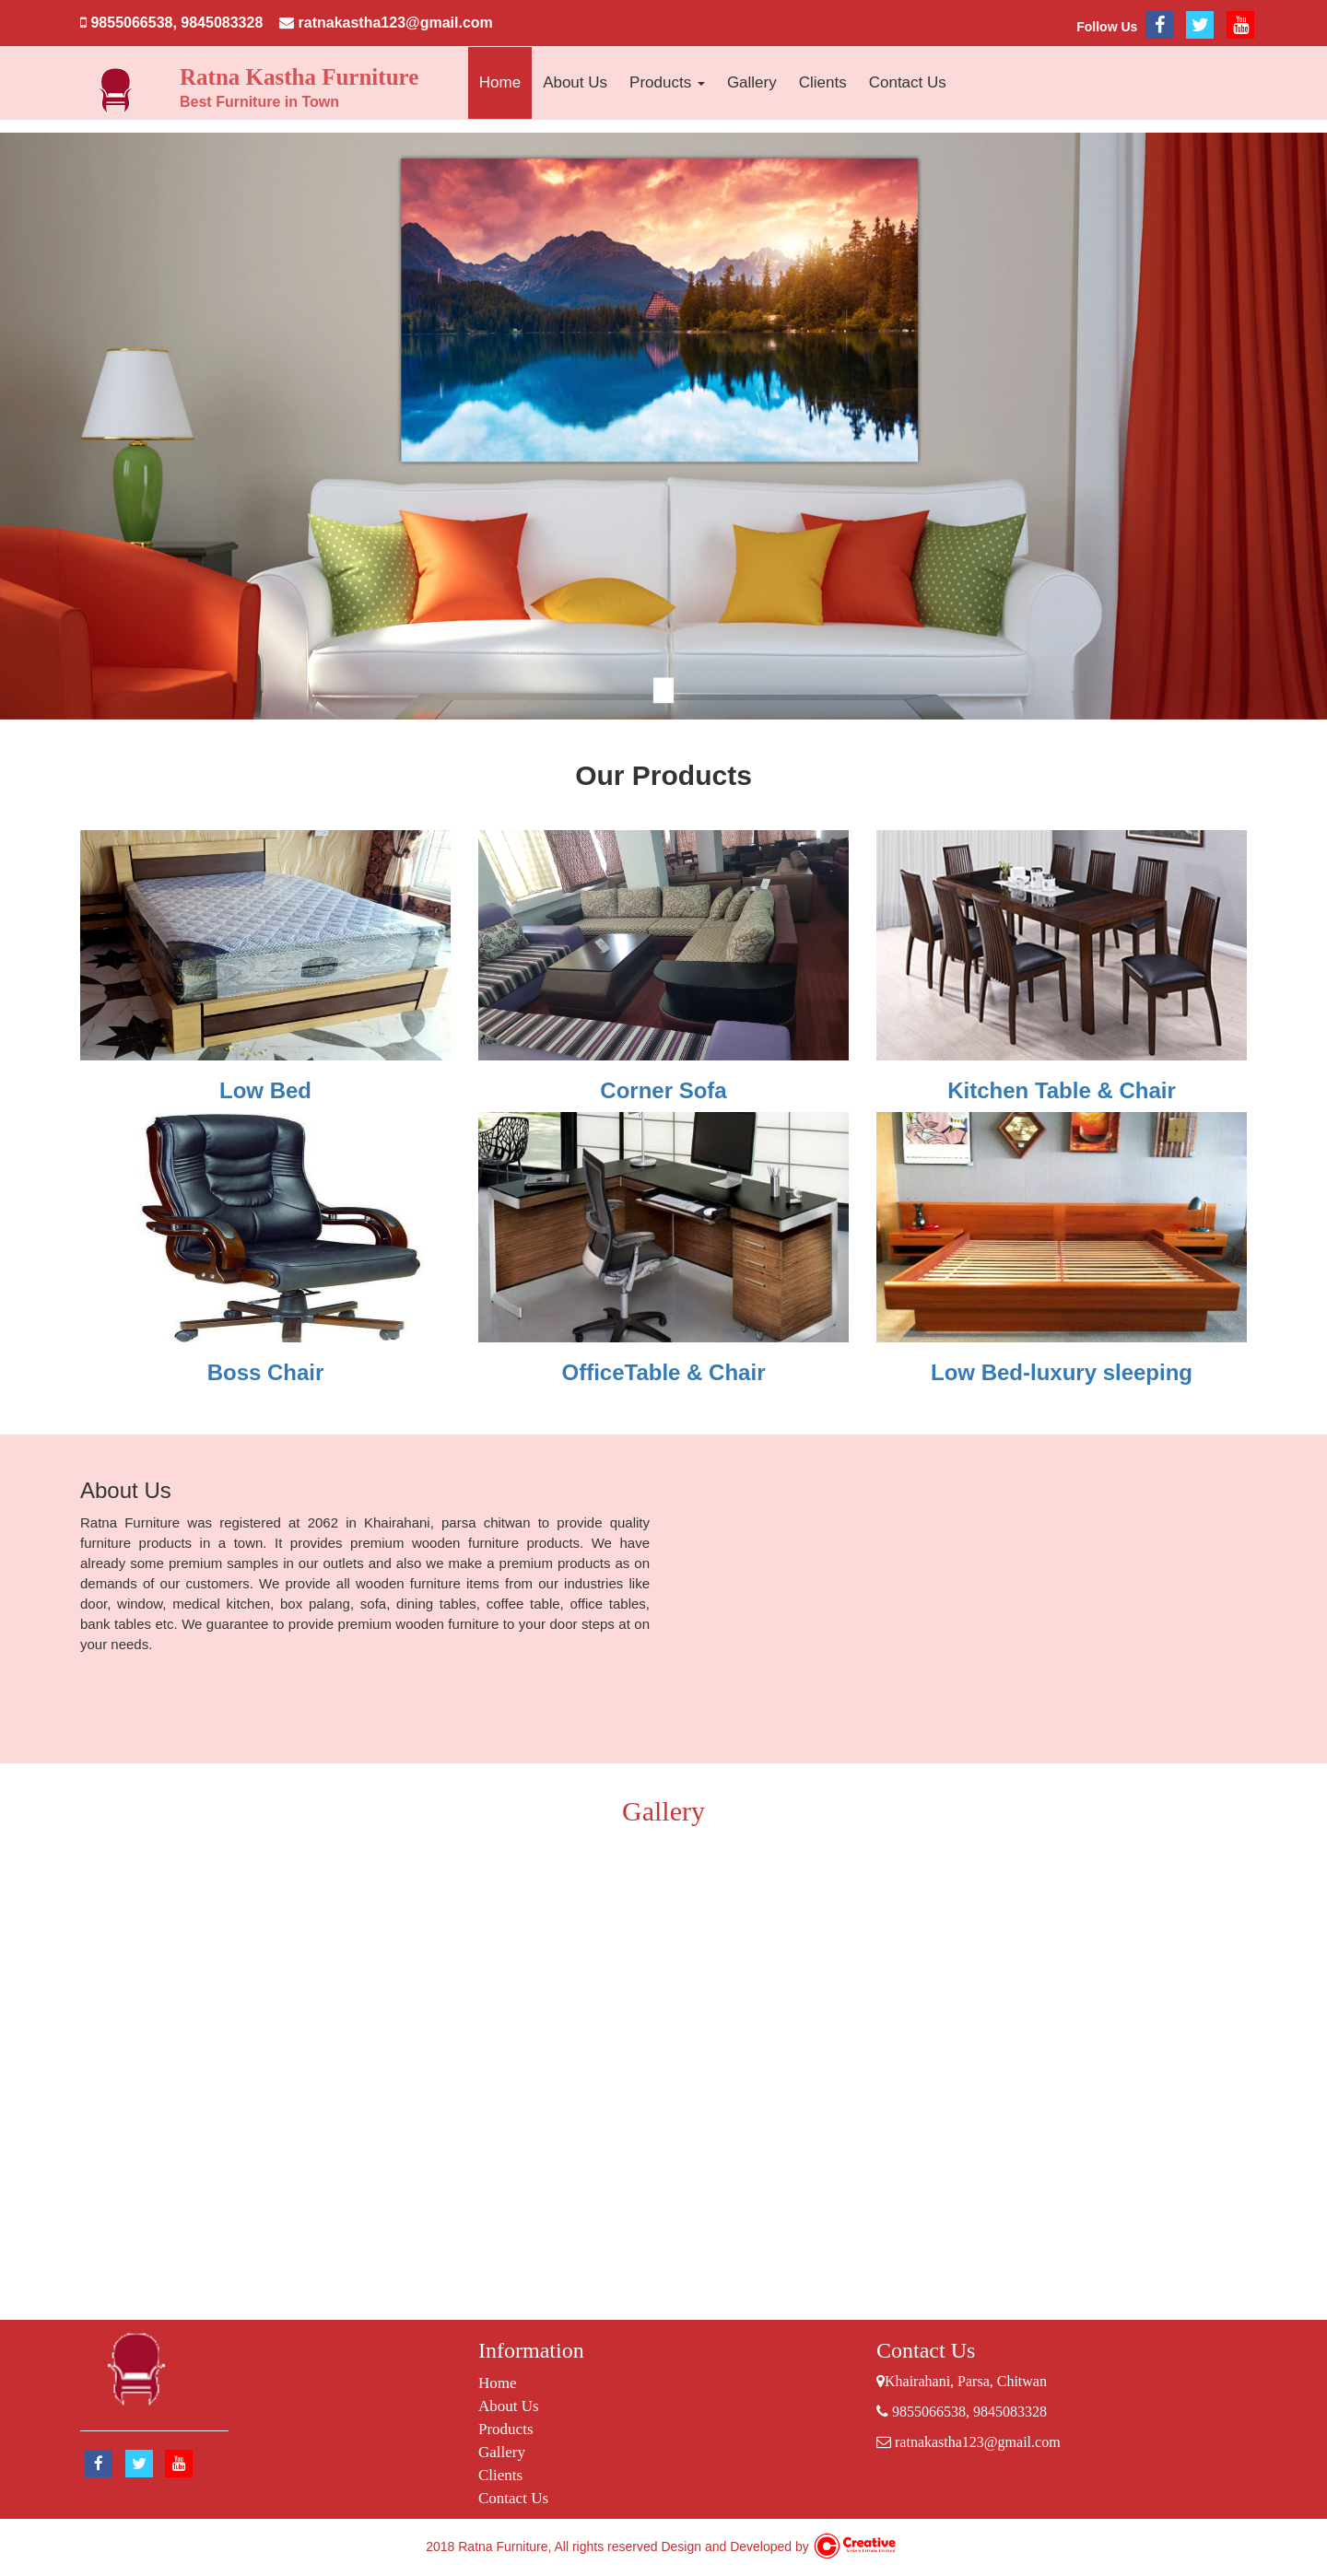 9855066538, 9845083328 ratnakastha123@gmail.com
Follow Us
Ratna Kastha Furniture
Best Furniture in Town
Home About Us Products Gallery Clients Contact Us
Our Products
Low Bed
Corner Sofa
Kitchen Table & Chair
Boss Chair
OfficeTable & Chair
Low Bed-luxury sleeping
About Us
Ratna Furniture was registered at 2062 in Khairahani, parsa chitwan to provide quality
furniture products in a town. It provides premium wooden furniture products. We have
already some premium samples in our outlets and also we make a premium products as on
demands of our customers. We provide all wooden furniture items from our industries like
door, window, medical kitchen, box palang, sofa, dining tables, coffee table, office tables,
bank tables etc. We guarantee to provide premium wooden furniture to your door steps at on
your needs.
Gallery
Information
Home
About Us
Products
Gallery
Clients
Contact Us
Contact Us
Khairahani, Parsa, Chitwan
9855066538, 9845083328
ratnakastha123@gmail.com
2018 Ratna Furniture, All rights reserved Design and Developed by Creative